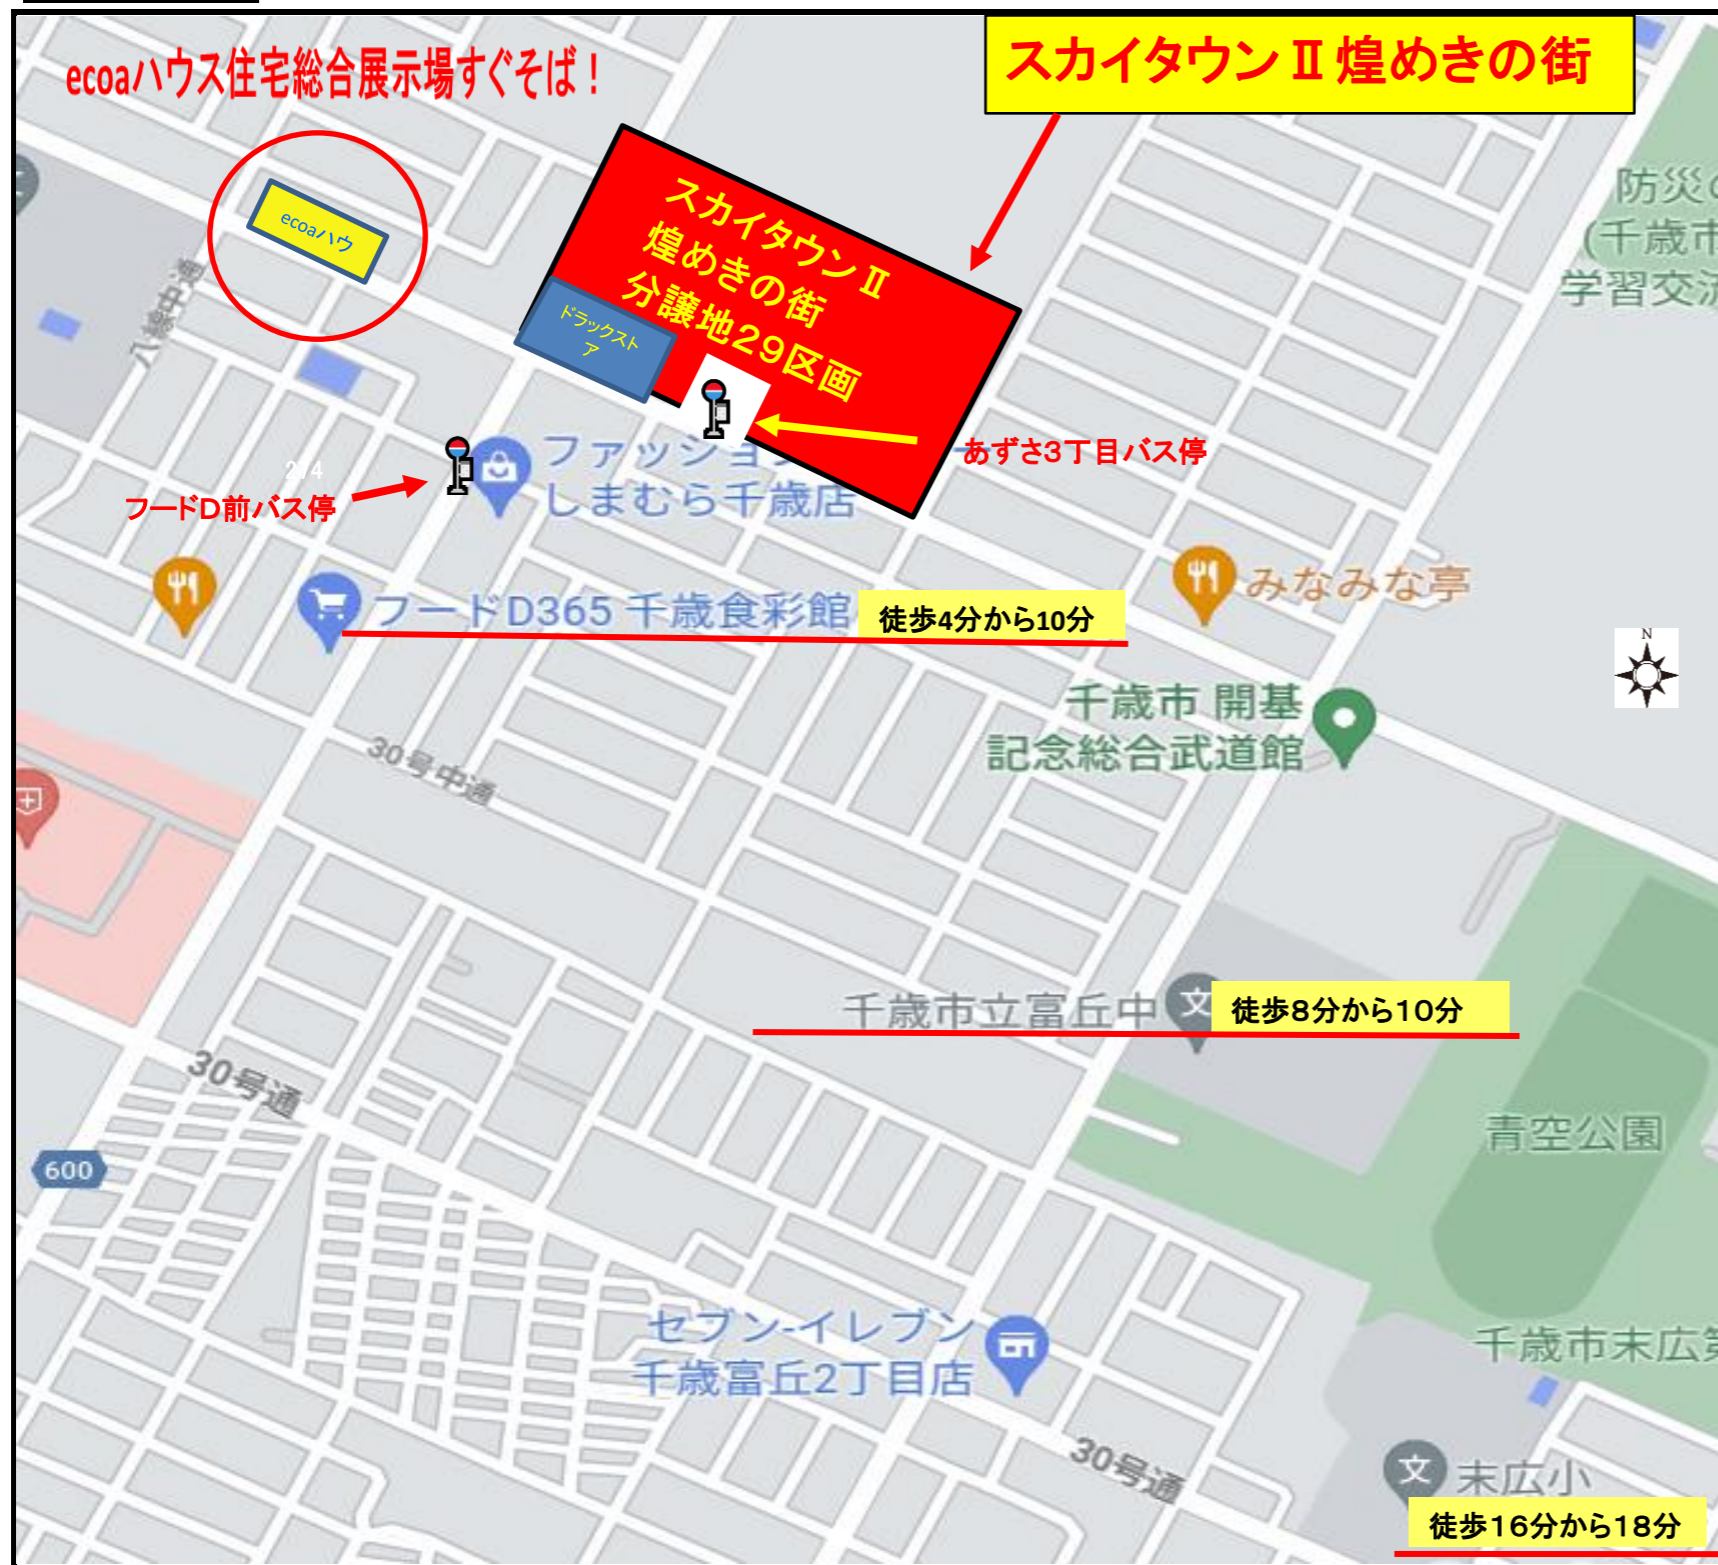 ecoaハウス住宅総合展示場すぐそば！
スカイタウンⅡ煌めきの街
防災の
(千歳市
学習交流
ecoaハウ
スカイタウンⅡ
煌めきの街
分譲地２９区画
ドラックスト
ア
八線中通
ファッション
しまむら千歳店
あずさ３丁目バス停
274
フードＤ前バス停
フードD365 千歳食彩館
徒歩4分から10分
みなみな亭
N
千歳市 開基
記念総合武道館
30号中通
千歳市立富丘中
文
徒歩８分から１０分
30号通
青空公園
600
セブン-イレブン
千歳富丘2丁目店
千歳市末広第
30号通
文
末広小
徒歩１６分から１８分